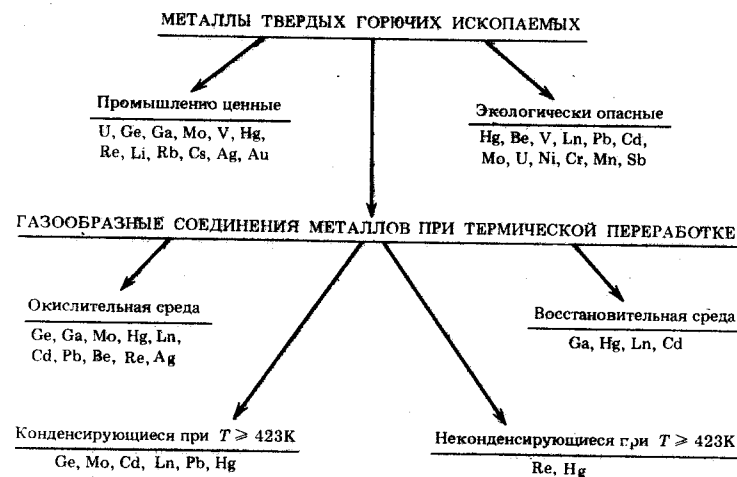 МЕТАЛЛЫ ТВЕРДЫХ ГОРЮЧИХ ИСКОПАЕМЫХ
Промышленно ценные
U, Ge, Ga, Mo, V, Hg,
Re, Li, Rb, Cs, Ag, Au
Экологически опасные
Hg, Be, V, Ln, Pb, Cd,
Mo, U, Ni, Cr, Mn, Sb
ГАЗООБРАЗНЫЕ СОЕДИНЕНИЯ МЕТАЛЛОВ ПРИ ТЕРМИЧЕСКОЙ ПЕРЕРАБОТКЕ
Окислительная среда
Ge, Ga, Mo, Hg, Ln,
Cd, Pb, Be, Re, Ag
Восстановительная среда
Ga, Hg, Ln, Cd
Конденсирующиеся при T ⩾ 423К
Ge, Mo, Cd, Ln, Pb, Hg
Неконденсирующиеся при T ⩾ 423К
Re, Hg